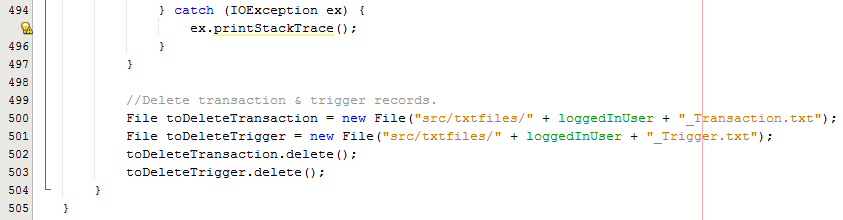 494 } catch (IOException ex) {
ex.printStackTrace();
496 }
497 }
498
499 //Delete transaction & trigger records.
500 File toDeleteTransaction = new File("src/txtfiles/" + loggedInUser + "_Transaction.txt");
501 File toDeleteTrigger = new File("src/txtfiles/" + loggedInUser + "_Trigger.txt");
502 toDeleteTransaction.delete();
503 toDeleteTrigger.delete();
504 }
505 }